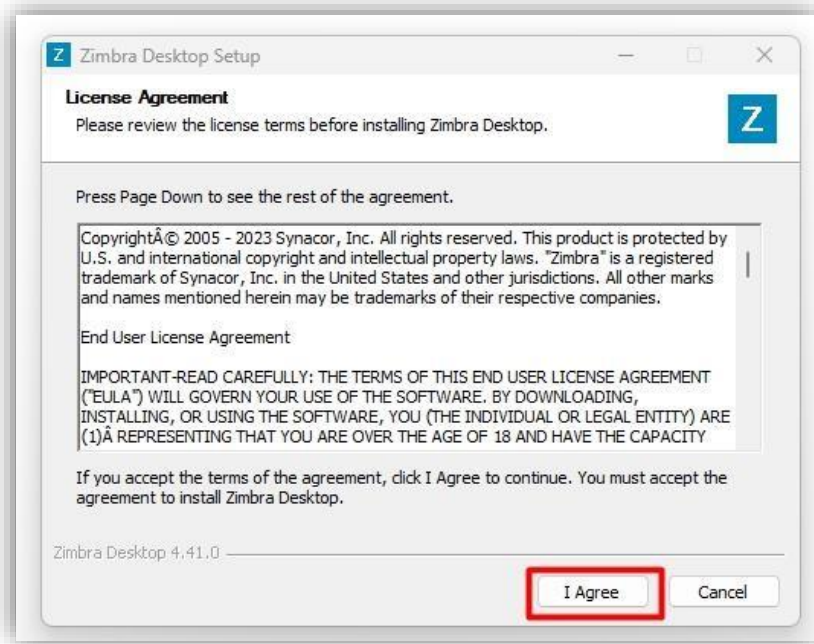 Z Zimbra Desktop Setup
License Agreement
Please review the license terms before installing Zimbra Desktop.
Z
Press Page Down to see the rest of the agreement.
CopyrightÂ© 2005 - 2023 Synacor, Inc. All rights reserved. This product is protected by
U.S. and international copyright and intellectual property laws. "Zimbra" is a registered
trademark of Synacor, Inc. in the United States and other jurisdictions. All other marks
and names mentioned herein may be trademarks of their respective companies.
End User License Agreement
IMPORTANT-READ CAREFULLY: THE TERMS OF THIS END USER LICENSE AGREEMENT
("EULA") WILL GOVERN YOUR USE OF THE SOFTWARE. BY DOWNLOADING,
INSTALLING, OR USING THE SOFTWARE, YOU (THE INDIVIDUAL OR LEGAL ENTITY) ARE
(1)Â REPRESENTING THAT YOU ARE OVER THE AGE OF 18 AND HAVE THE CAPACITY
If you accept the terms of the agreement, click I Agree to continue. You must accept the
agreement to install Zimbra Desktop.
Zimbra Desktop 4.41.0
I Agree
Cancel